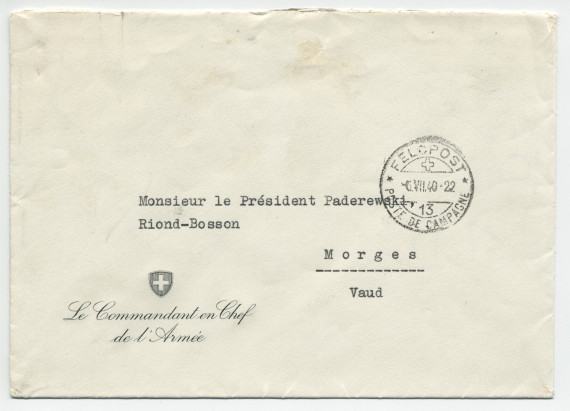 FELDPOST
-6.VII.40-22
13
POSTE DE CAMPAGNE
Monsieur le Président Paderewski
Riond-Bosson
Morges
Vaud
Le Commandant en Chef
de l'Armée